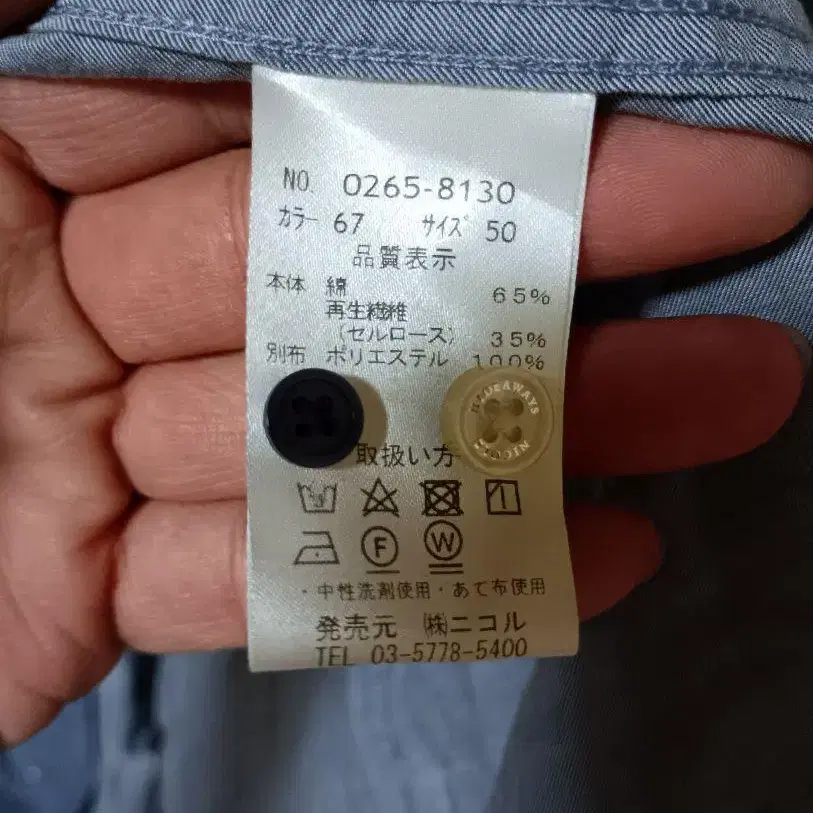 NO. 0265-8130
カラー 67 サイズ 50
品質表示
本体 綿 65%
再生繊維
(セルロース) 35%
別布 ポリエステル 100%
NICOLE
取扱い方
F W
・中性洗剤使用・あて布使用
発売元 ㈱ニコル
TEL 03-5778-5400